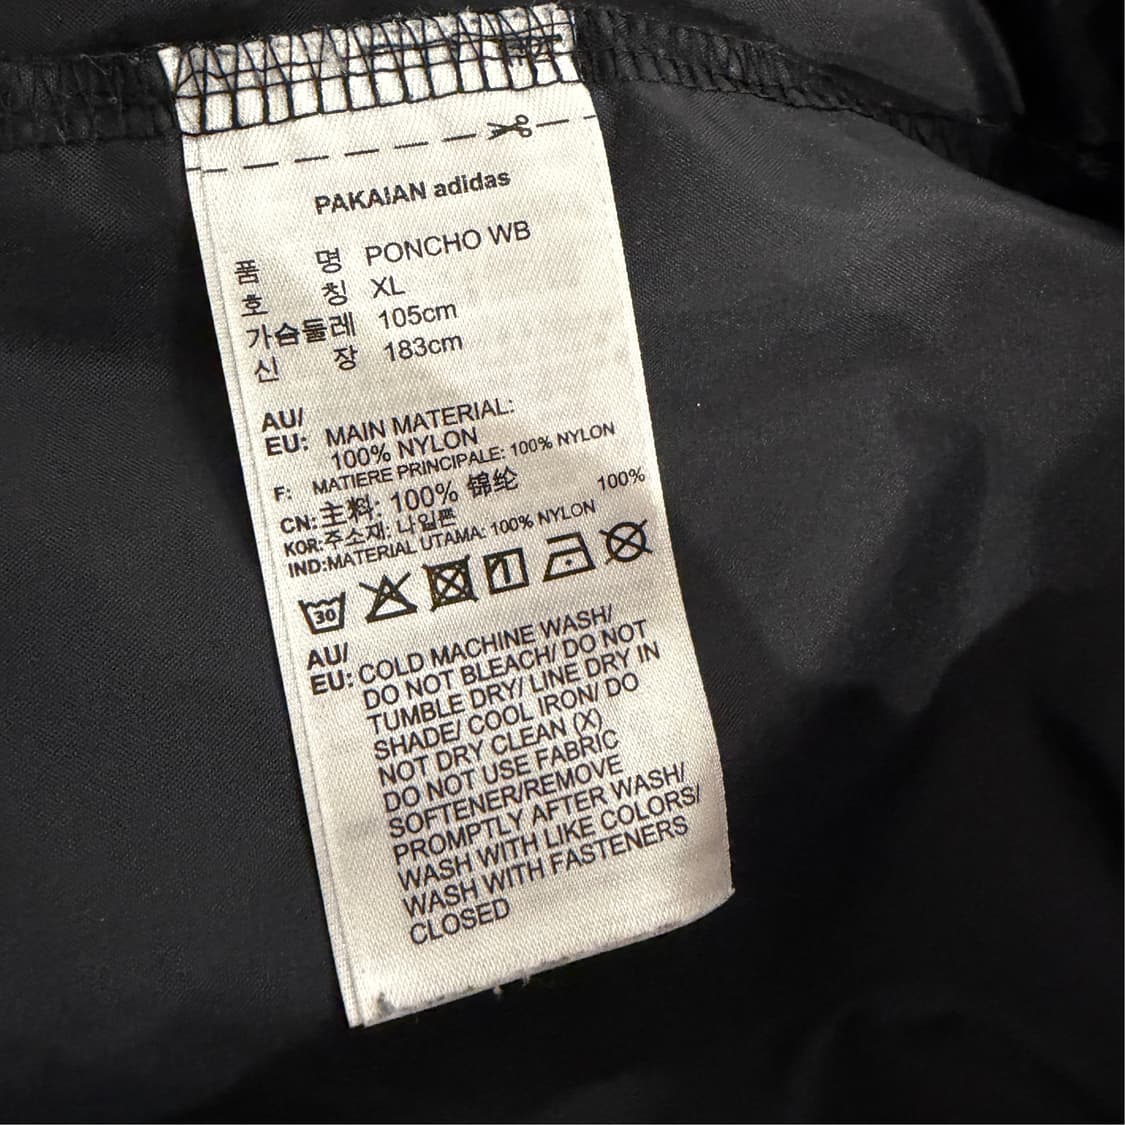 PAKAIAN adidas
품 명 PONCHO WB
호 칭 XL
가슴둘레 105cm
신 장 183cm
AU/
EU: MAIN MATERIAL:
100% NYLON
F: MATIERE PRINCIPALE: 100% NYLON
CN: 主料: 100% 锦纶
KOR:주소재: 나일론 100%
IND:MATERIAL UTAMA: 100% NYLON
30
AU/
EU: COLD MACHINE WASH/
DO NOT BLEACH/ DO NOT
TUMBLE DRY/ LINE DRY IN
SHADE/ COOL IRON/ DO
NOT DRY CLEAN (X)
DO NOT USE FABRIC
SOFTENER/REMOVE
PROMPTLY AFTER WASH/
WASH WITH LIKE COLORS/
WASH WITH FASTENERS
CLOSED